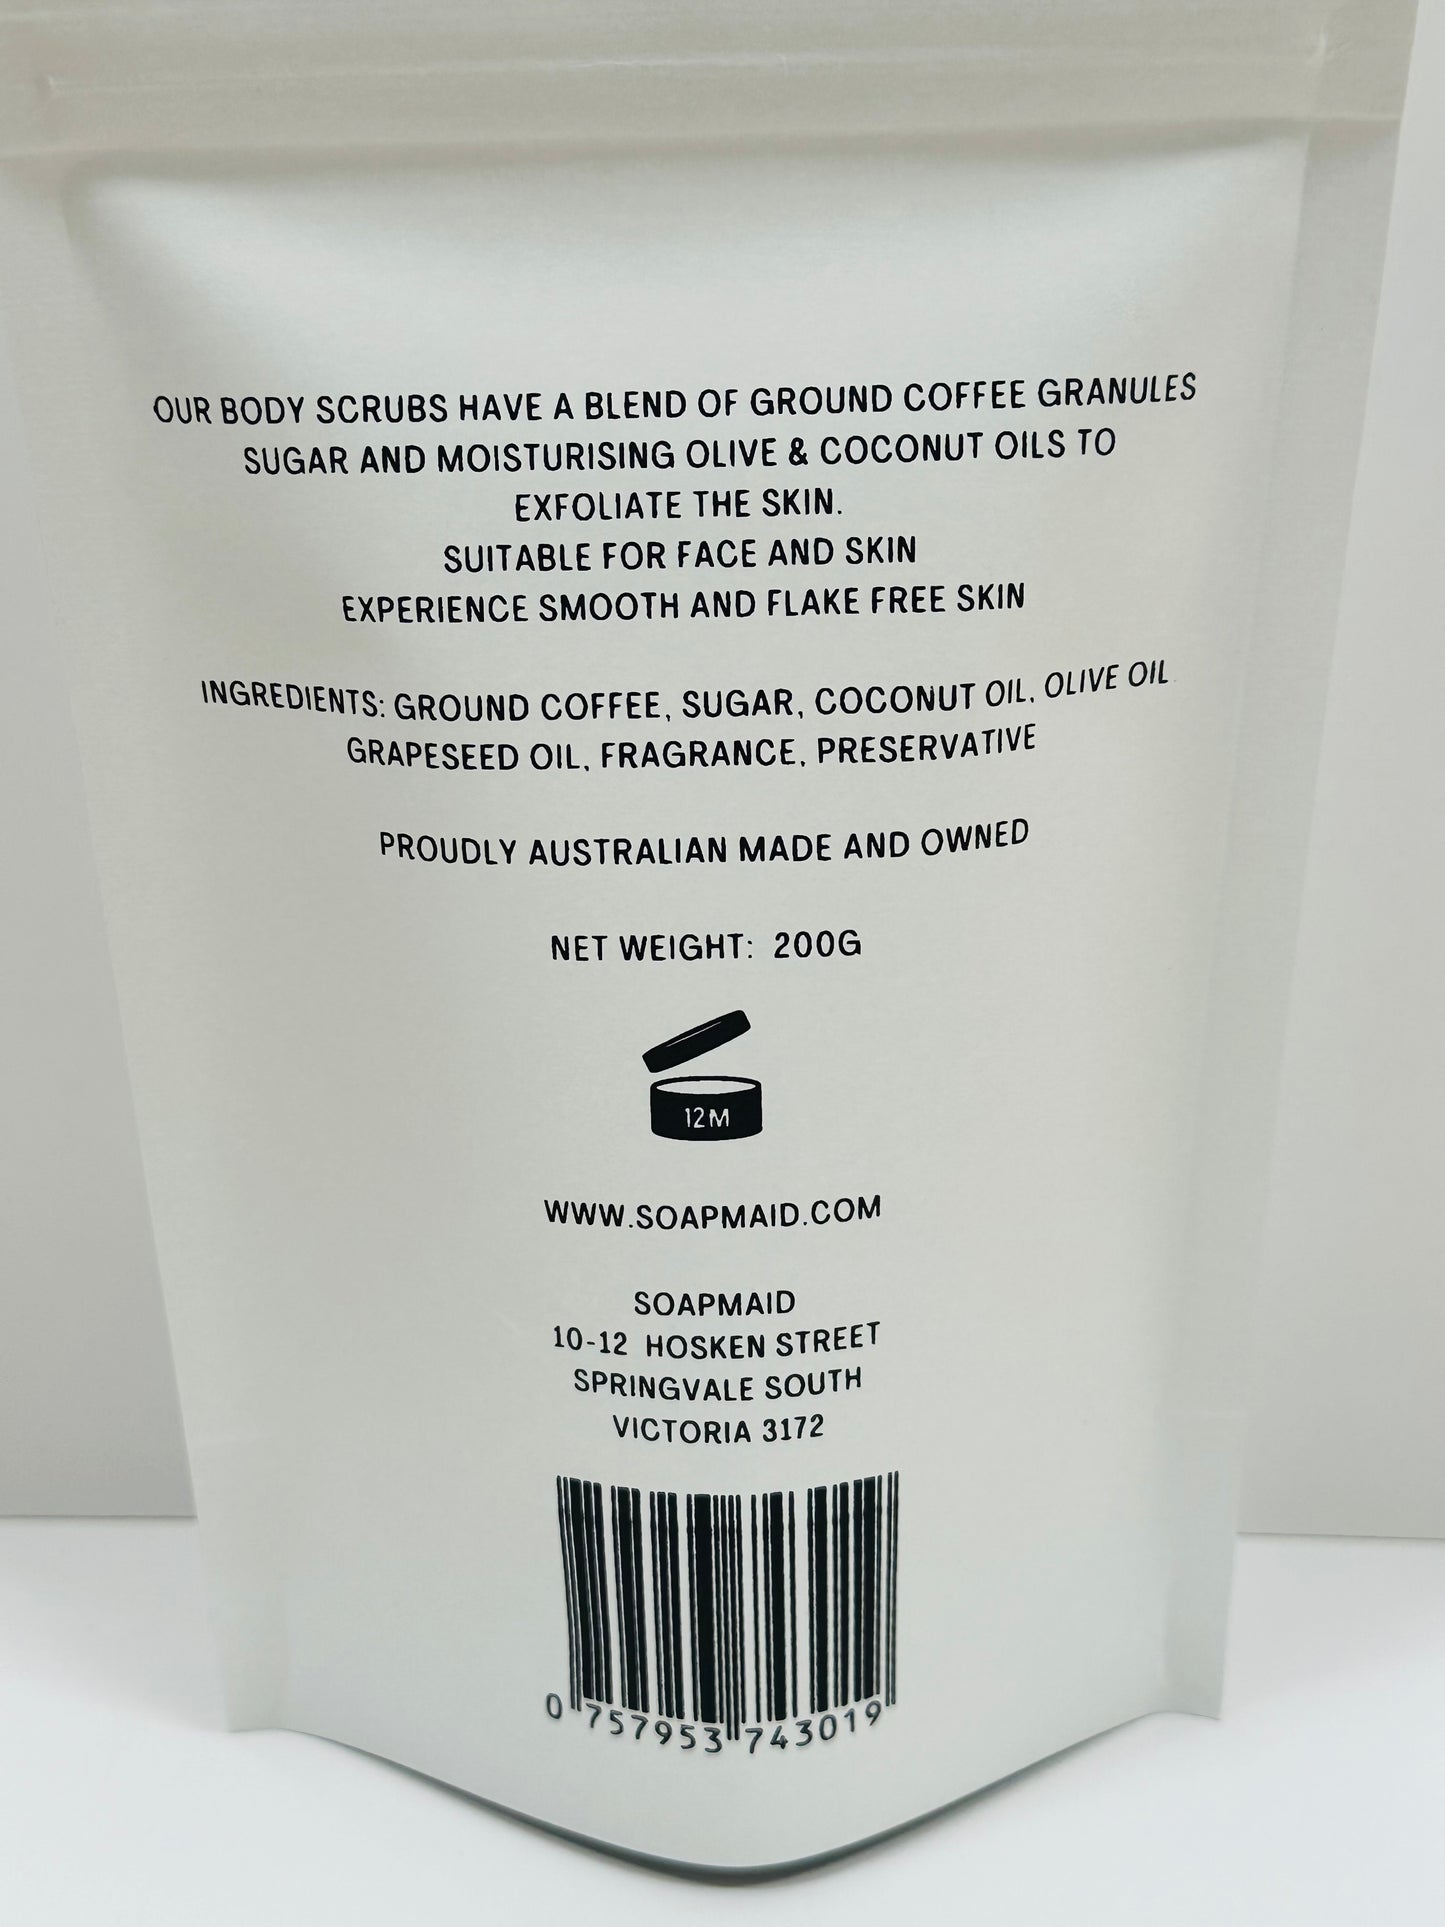 OUR BODY SCRUBS HAVE A BLEND OF GROUND COFFEE GRANULES
SUGAR AND MOISTURISING OLIVE & COCONUT OILS TO
EXFOLIATE THE SKIN.
SUITABLE FOR FACE AND SKIN
EXPERIENCE SMOOTH AND FLAKE FREE SKIN
INGREDIENTS: GROUND COFFEE, SUGAR, COCONUT OIL, OLIVE OIL
GRAPESEED OIL, FRAGRANCE, PRESERVATIVE
PROUDLY AUSTRALIAN MADE AND OWNED
NET WEIGHT: 200G
12M
WWW.SOAPMAID.COM
SOAPMAID
10-12 HOSKEN STREET
SPRINGVALE SOUTH
VICTORIA 3172
0 757953 743019